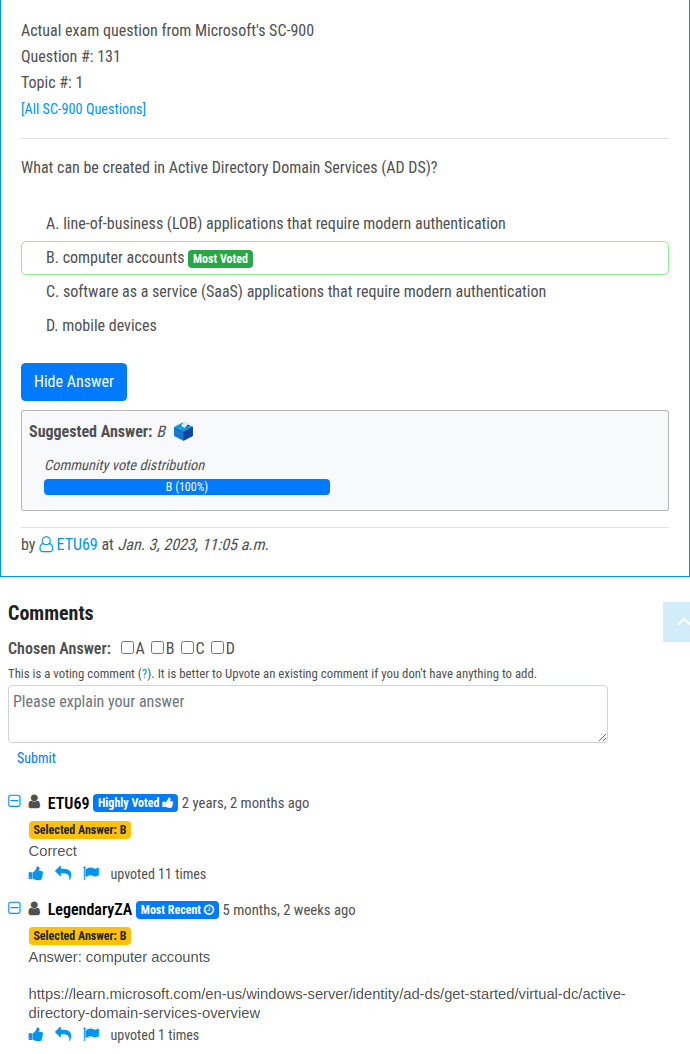 Actual exam question from Microsoft's SC-900
Question #: 131
Topic #: 1
[All SC-900 Questions]
What can be created in Active Directory Domain Services (AD DS)?
A. line-of-business (LOB) applications that require modern authentication
B. computer accounts Most Voted
C. software as a service (SaaS) applications that require modern authentication
D. mobile devices
Hide Answer
Suggested Answer: B
Community vote distribution
B (100%)
by ETU69 at Jan. 3, 2023, 11:05 a.m.
Comments
Chosen Answer: A B C D
This is a voting comment (?). It is better to Upvote an existing comment if you don't have anything to add.
Please explain your answer
Submit
ETU69 Highly Voted 2 years, 2 months ago
Selected Answer: B
Correct
upvoted 11 times
LegendaryZA Most Recent 5 months, 2 weeks ago
Selected Answer: B
Answer: computer accounts
https://learn.microsoft.com/en-us/windows-server/identity/ad-ds/get-started/virtual-dc/active-
directory-domain-services-overview
upvoted 1 times